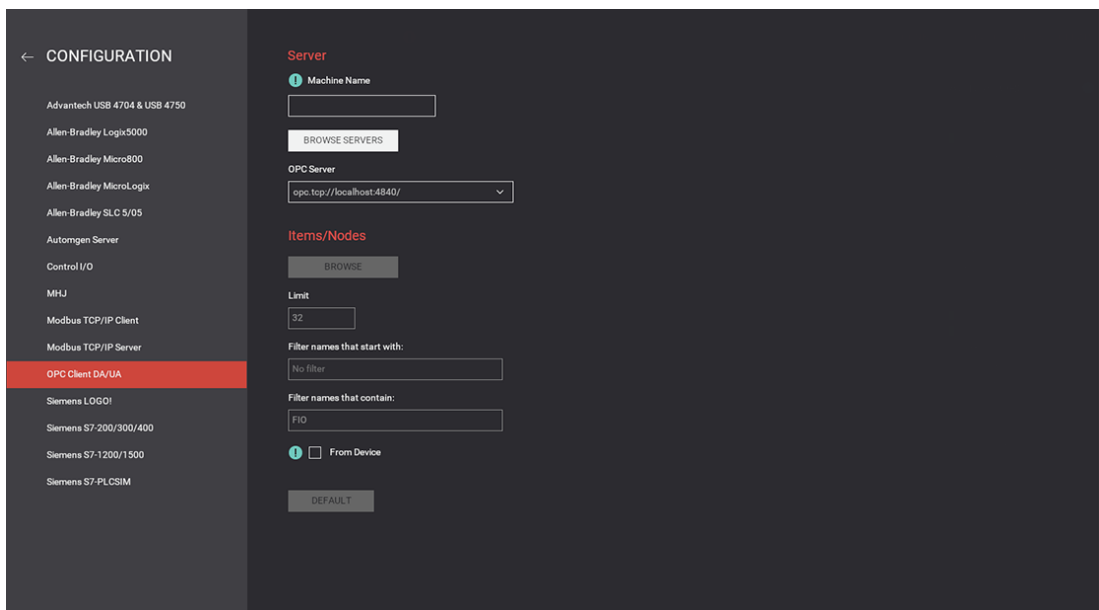 ← CONFIGURATION
Advantech USB 4704 & USB 4750
Allen-Bradley Logix5000
Allen-Bradley Micro800
Allen-Bradley MicroLogix
Allen-Bradley SLC 5/05
Automgen Server
Control I/O
MHJ
Modbus TCP/IP Client
Modbus TCP/IP Server
OPC Client DA/UA
Siemens LOGO!
Siemens S7-200/300/400
Siemens S7-1200/1500
Siemens S7-PLCSIM
Server
! Machine Name
BROWSE SERVERS
OPC Server
opc.tcp://localhost:4840/
Items/Nodes
BROWSE
Limit
32
Filter names that start with:
No filter
Filter names that contain:
FIO
! From Device
DEFAULT